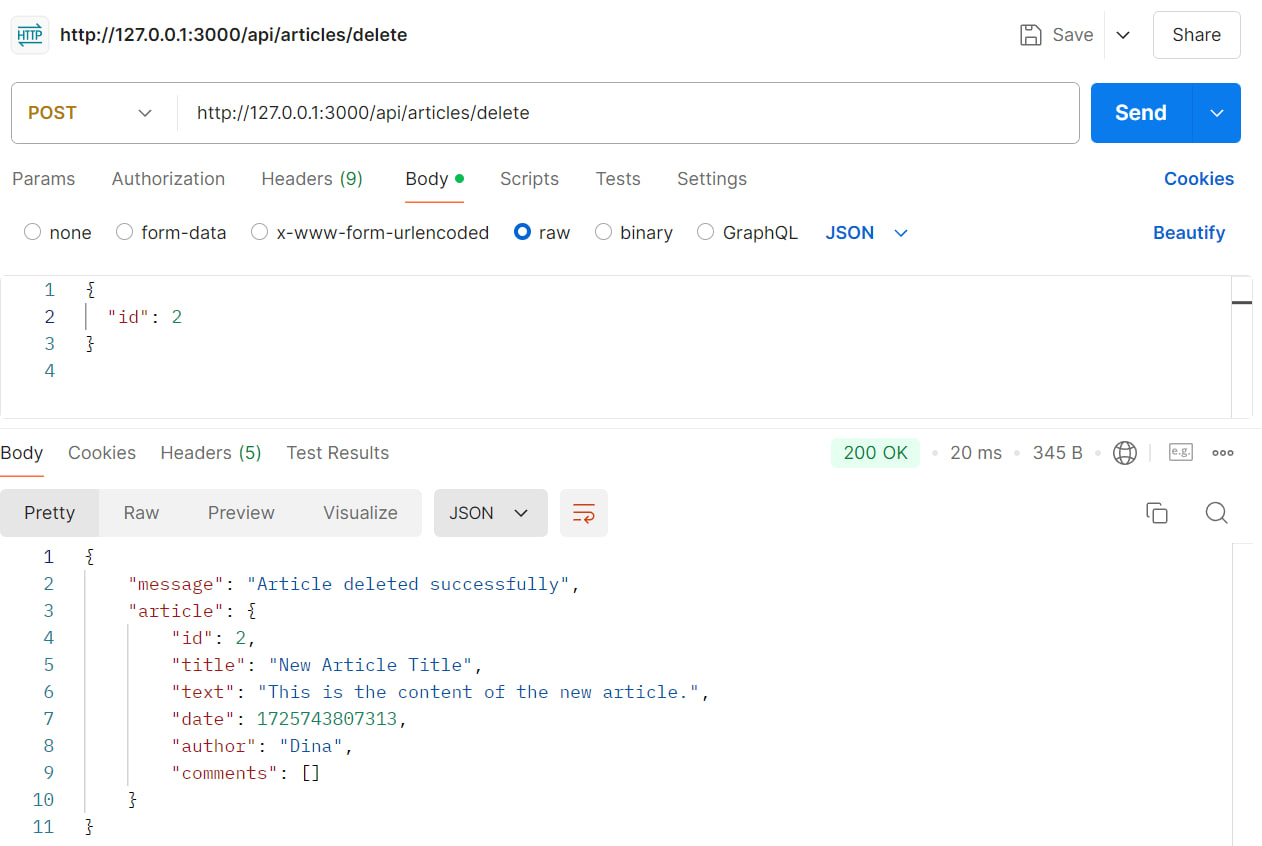 HTTP http://127.0.0.1:3000/api/articles/delete Save Share
POST http://127.0.0.1:3000/api/articles/delete Send
Params Authorization Headers (9) Body Scripts Tests Settings Cookies
none form-data x-www-form-urlencoded raw binary GraphQL JSON Beautify
1 {
2 "id": 2
3 }
4
Body Cookies Headers (5) Test Results 200 OK 20 ms 345 B e.g.
Pretty Raw Preview Visualize JSON
1 {
2 "message": "Article deleted successfully",
3 "article": {
4 "id": 2,
5 "title": "New Article Title",
6 "text": "This is the content of the new article.",
7 "date": 1725743807313,
8 "author": "Dina",
9 "comments": []
10 }
11 }